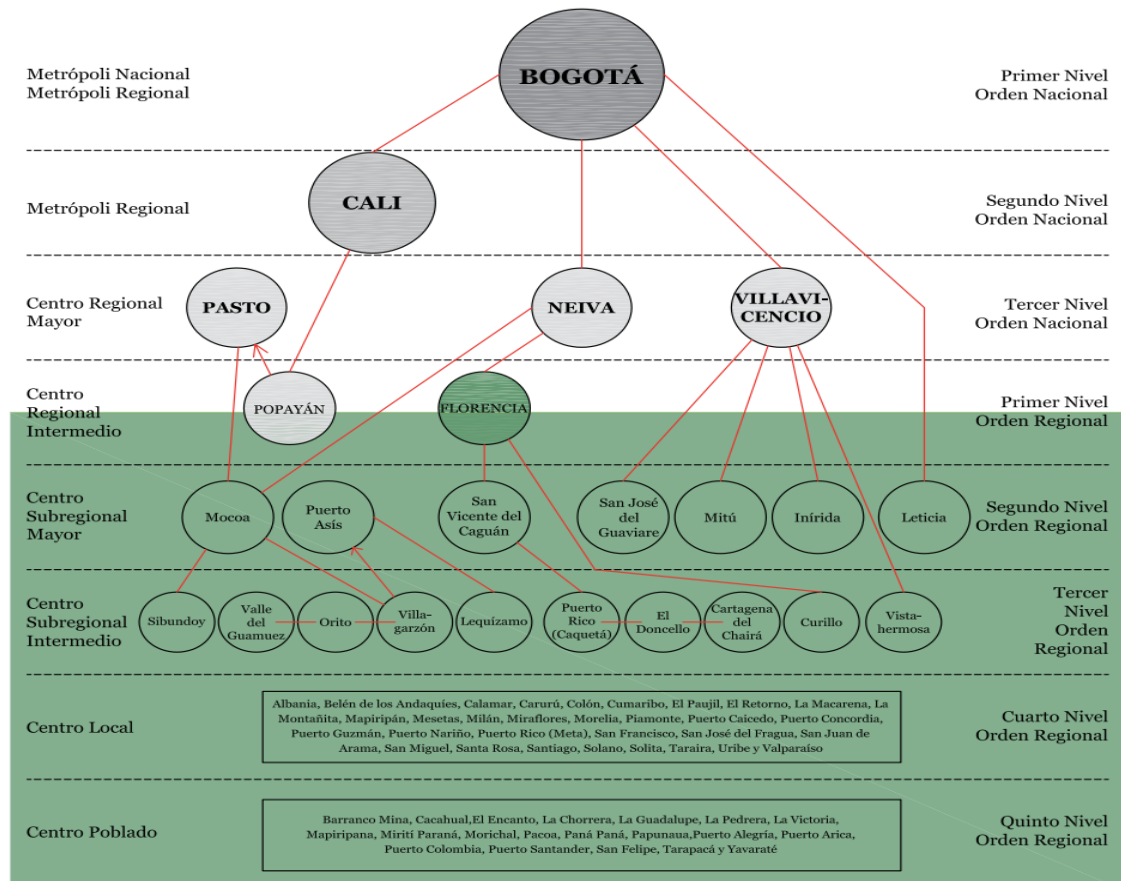 Metrópoli Nacional
Metrópoli Regional
BOGOTÁ
Primer Nivel
Orden Nacional
Metrópoli Regional
CALI
Segundo Nivel
Orden Nacional
Centro Regional
Mayor
PASTO
NEIVA
VILLAVI-
CENCIO
Tercer Nivel
Orden Nacional
Centro
Regional
Intermedio
POPAYÁN
FLORENCIA
Primer Nivel
Orden Regional
Centro
Subregional
Mayor
Mocoa
Puerto
Asís
San
Vicente del
Caguán
San José
del
Guaviare
Mitú
Inírida
Leticia
Segundo Nivel
Orden Regional
Centro
Subregional
Intermedio
Sibundoy
Valle
del
Guamuez
Orito
Villa-
garzón
Lequízamo
Puerto
Rico
(Caquetá)
El
Doncello
Cartagena
del
Chairá
Curillo
Vista-
hermosa
Tercer
Nivel
Orden
Regional
Centro Local
Albania, Belén de los Andaquíes, Calamar, Carurú, Colón, Cumaribo, El Paujil, El Retorno, La Macarena, La
Montañita, Mapiripán, Mesetas, Milán, Miraflores, Morelia, Piamonte, Puerto Caicedo, Puerto Concordia,
Puerto Guzmán, Puerto Nariño, Puerto Rico (Meta), San Francisco, San José del Fragua, San Juan de
Arama, San Miguel, Santa Rosa, Santiago, Solano, Solita, Taraira, Uribe y Valparaíso
Cuarto Nivel
Orden Regional
Centro Poblado
Barranco Mina, Cacahual,El Encanto, La Chorrera, La Guadalupe, La Pedrera, La Victoria,
Mapiripana, Mirití Paraná, Morichal, Pacoa, Paná Paná, Papunaua,Puerto Alegría, Puerto Arica,
Puerto Colombia, Puerto Santander, San Felipe, Tarapacá y Yavaraté
Quinto Nivel
Orden Regional